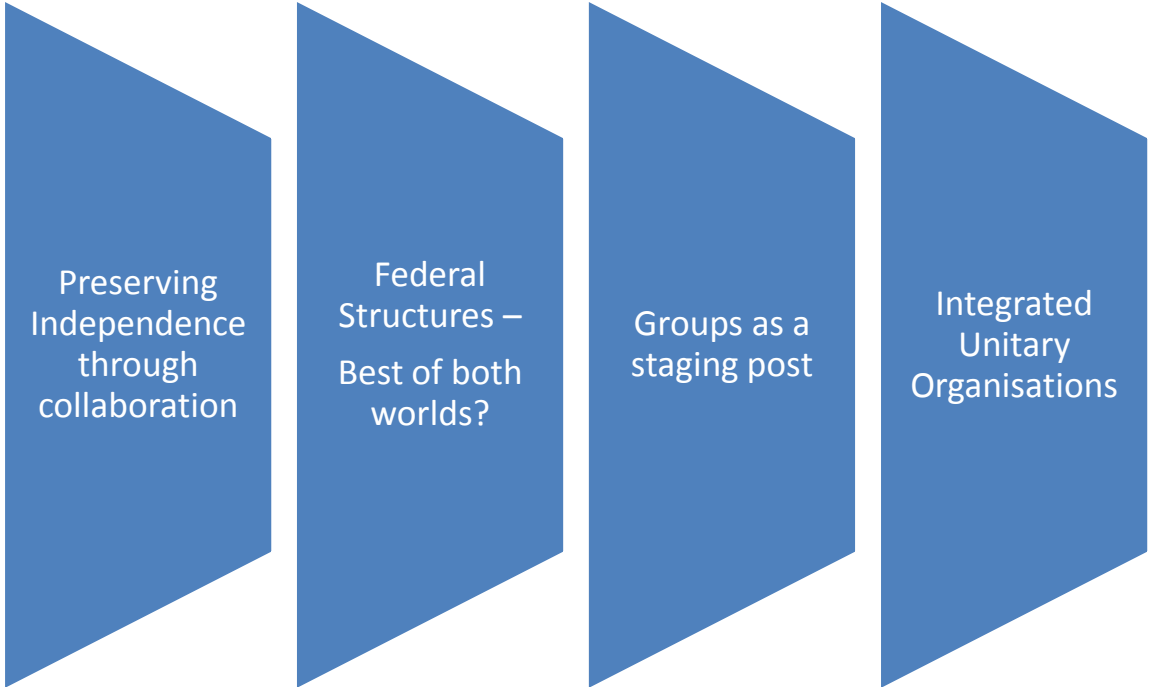 Preserving
Independence
through
collaboration
Federal
Structures –
Best of both
worlds?
Groups as a
staging post
Integrated
Unitary
Organisations